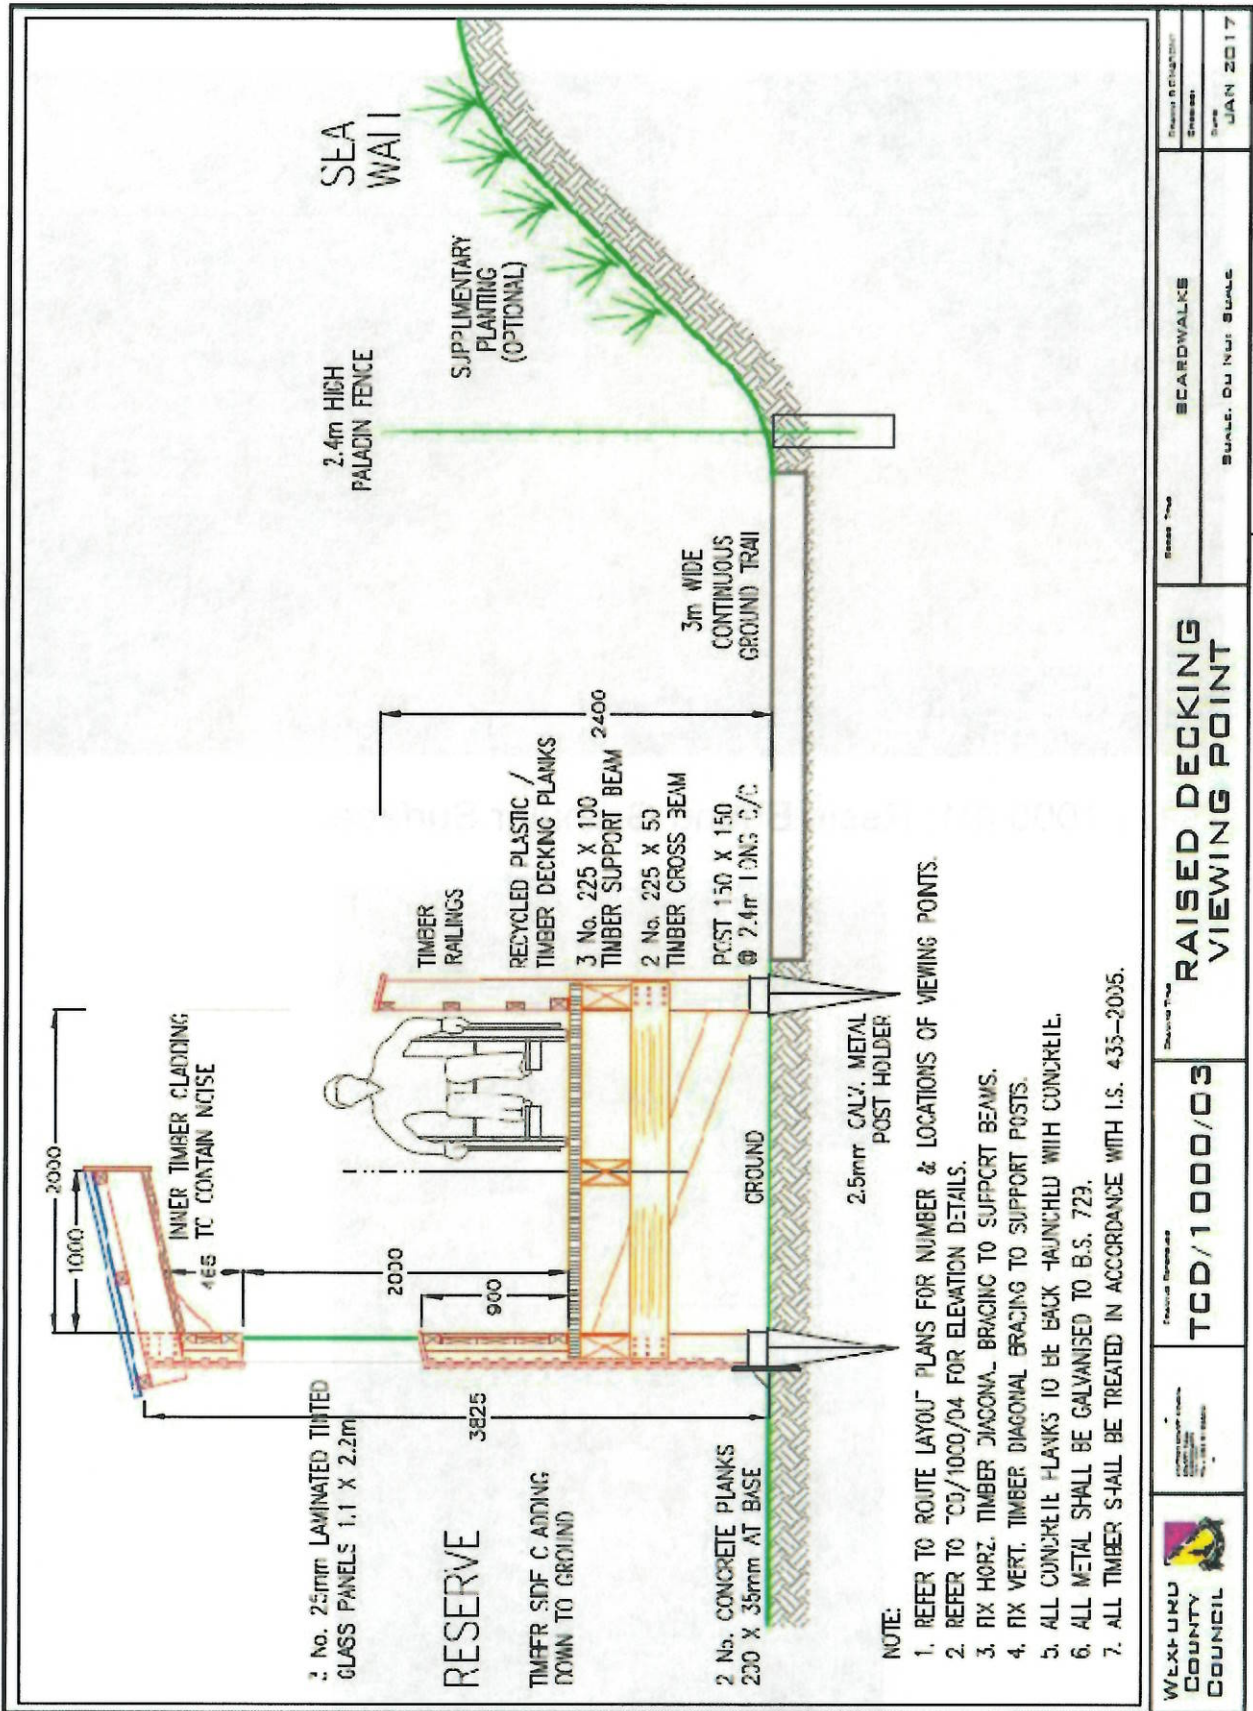 2000
1000
INNER TIMBER CLADDING
465 TO CONTAIN NOISE
2.4m HIGH
PALADIN FENCE
SEA
WALL
SUPPLIMENTARY
PLANTING
(OPTIONAL)
No. 25mm LAMINATED TINTED
GLASS PANELS 1.1 X 2.2m
2000
900
3825
TIMBER
RAILINGS
RECYCLED PLASTIC /
TIMBER DECKING PLANKS
3 No. 225 X 100
TIMBER SUPPORT BEAM
2400
2 No. 225 X 50
TIMBER CROSS BEAM
POST 150 X 150
@ 2.4m LONG C/C
3m WIDE
CONTINUOUS
GROUND TRAIL
RESERVE
TIMBER SIDE CLADDING
DOWN TO GROUND
2 No. CONCRETE PLANKS
200 X 35mm AT BASE
GROUND
2.5mm GALV. METAL
POST HOLDER
NOTE:
1. REFER TO ROUTE LAYOUT PLANS FOR NUMBER & LOCATIONS OF VIEWING PONTS.
2. REFER TO TCD/1000/04 FOR ELEVATION DETAILS.
3. FIX HORZ. TIMBER DIAGONAL BRACING TO SUPPORT BEAMS.
4. FIX VERT. TIMBER DIAGONAL BRACING TO SUPPORT POSTS.
5. ALL CONCRETE PLANKS TO BE BACK HAUNCHED WITH CONCRETE.
6. ALL METAL SHALL BE GALVANISED TO B.S. 729.
7. ALL TIMBER SHALL BE TREATED IN ACCORDANCE WITH I.S. 435-2005.
WEXFORD
COUNTY
COUNCIL
TCD/1000/03
RAISED DECKING
VIEWING POINT
BOARDWALKS
SCALE: DO NOT SCALE
Date
JAN 2017